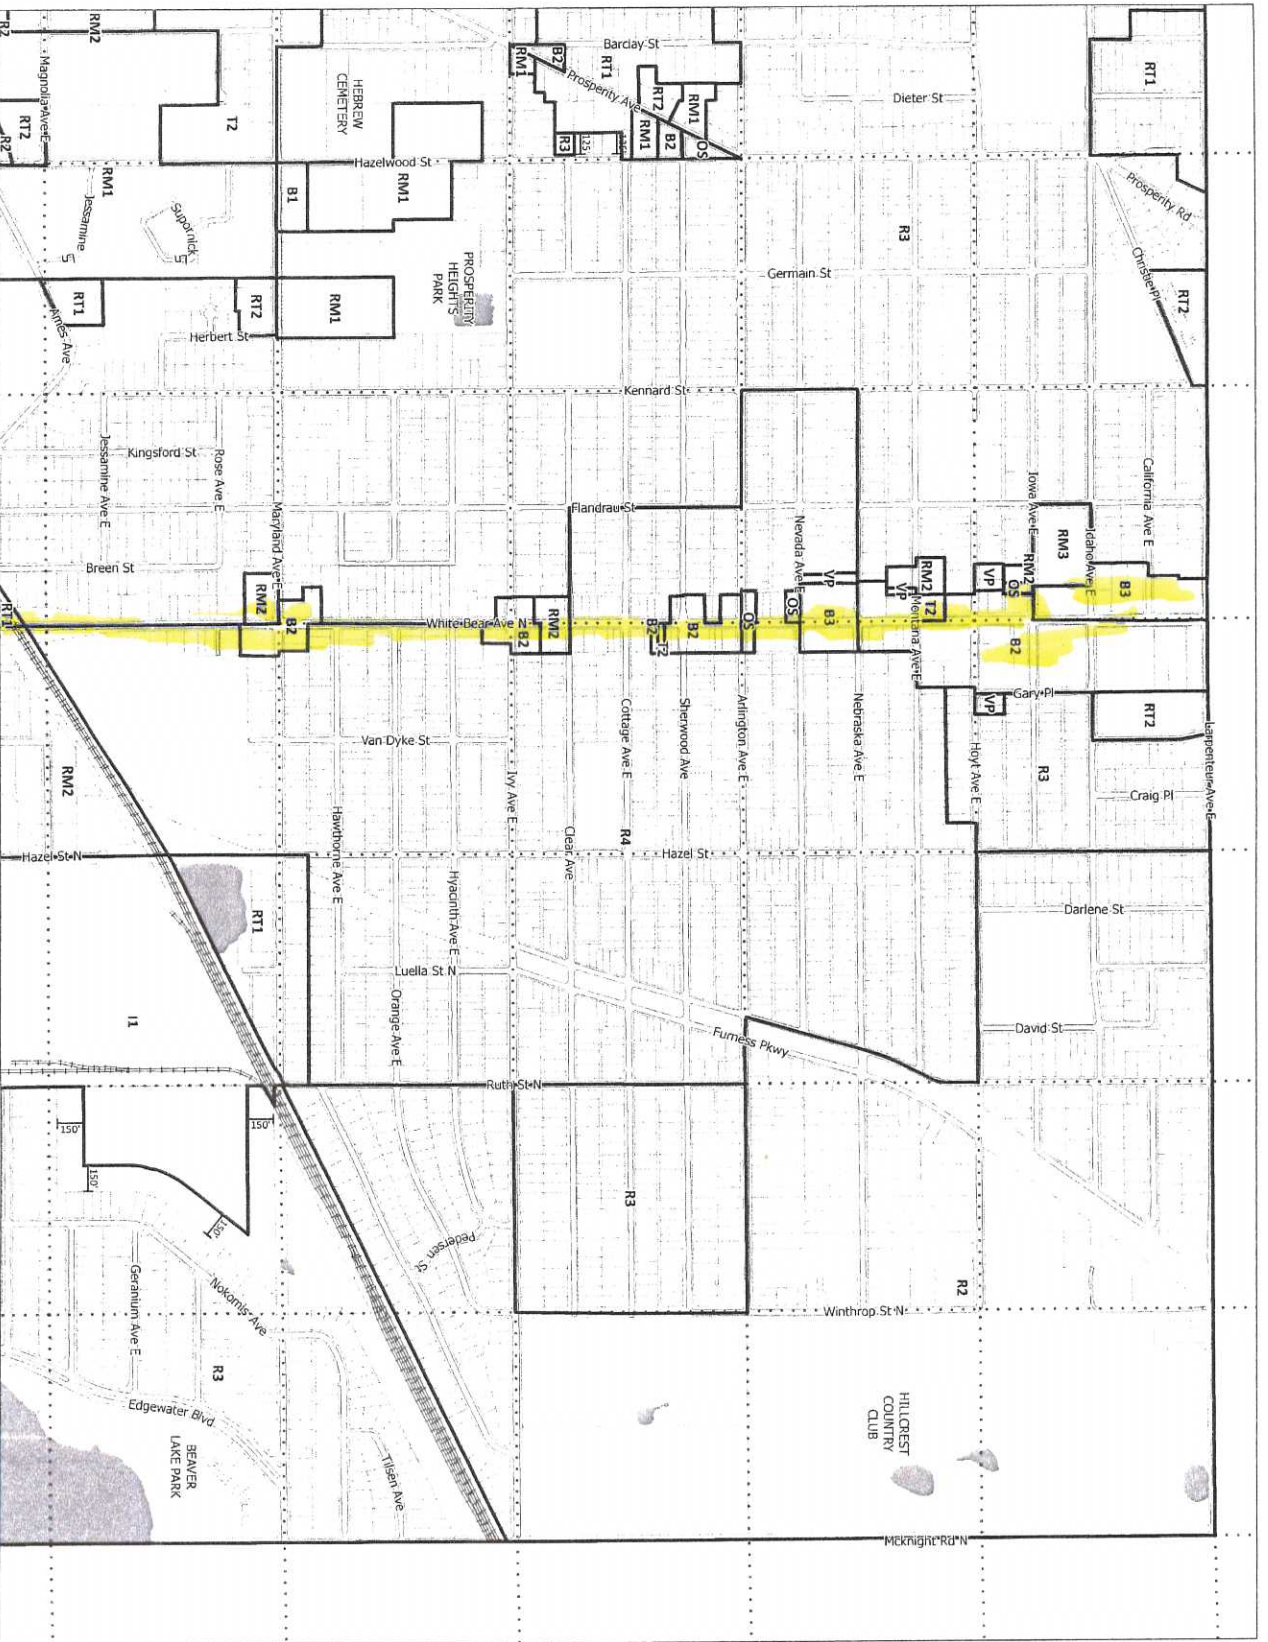 RM2
R2
Magnolia Ave E
RT2
R2
T2
HEBREW
CEMETERY
RM1
B2
Barclay St
RT1
Prosperity Ave
RT2
RM1
RM1
B2
OS
R3
125'
Dieter St
RT1
Hazelwood St
RM1
Jessamine
Supornick
B1
RM1
PROSPERITY
HEIGHTS
PARK
Germain St
R3
Prosperity Rd
Christie Pl
RT2
RT1
Ames Ave
RT2
Herbert St
RM1
Kennard St
Kingsford St
Jessamine Ave E
Rose Ave E
Maryland Ave E
Flandrau St
Nevada Ave E
Iowa Ave E
California Ave E
Idaho Ave E
RM3
Breen St
RM2
B2
VP
VP
RM2
T2
Montana Ave E
VP
OS
RM2
B3
RT1
White Bear Ave N
B2
RM2
B2
T2
B2
OS
OS
B3
B2
Gary Pl
VP
RT2
Larpenteur Ave E
Van Dyke St
Ivy Ave E
Cottage Ave E
Sherwood Ave
Arlington Ave E
Nebraska Ave E
Hoyt Ave E
R3
Craig Pl
RM2
Hazel St N
Hawthorne Ave E
Clear Ave
R4
Hazel St
RT1
Hyacinth Ave E
Darlene St
Luella St N
Orange Ave E
I1
Furness Pkwy
David St
Ruth St N
150'
150'
150'
150'
R3
Pedersen St
Geranium Ave E
Nokomis Ave
R2
Winthrop St N
R3
Edgewater Blvd
BEAVER
LAKE PARK
Tilsen Ave
HILLCREST
COUNTRY
CLUB
McKnight Rd N